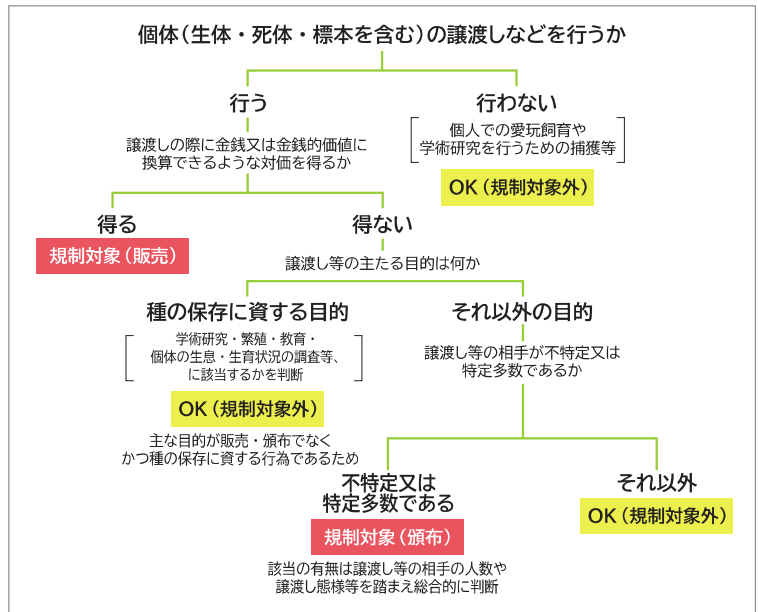 個体（生体・死体・標本を含む）の譲渡しなどを行うか
行う
行わない
譲渡しの際に金銭又は金銭的価値に
換算できるような対価を得るか
個人での愛玩飼育や
学術研究を行うための捕獲等
OK（規制対象外）
得る
規制対象（販売）
得ない
譲渡し等の主たる目的は何か
種の保存に資する目的
学術研究・繁殖・教育・
個体の生息・生育状況の調査等、
に該当するかを判断
OK（規制対象外）
主な目的が販売・頒布でなく
かつ種の保存に資する行為であるため
それ以外の目的
譲渡し等の相手が不特定又は
特定多数であるか
不特定又は
特定多数である
規制対象（頒布）
該当の有無は譲渡し等の相手の人数や
譲渡し態様等を踏まえ総合的に判断
それ以外
OK（規制対象外）